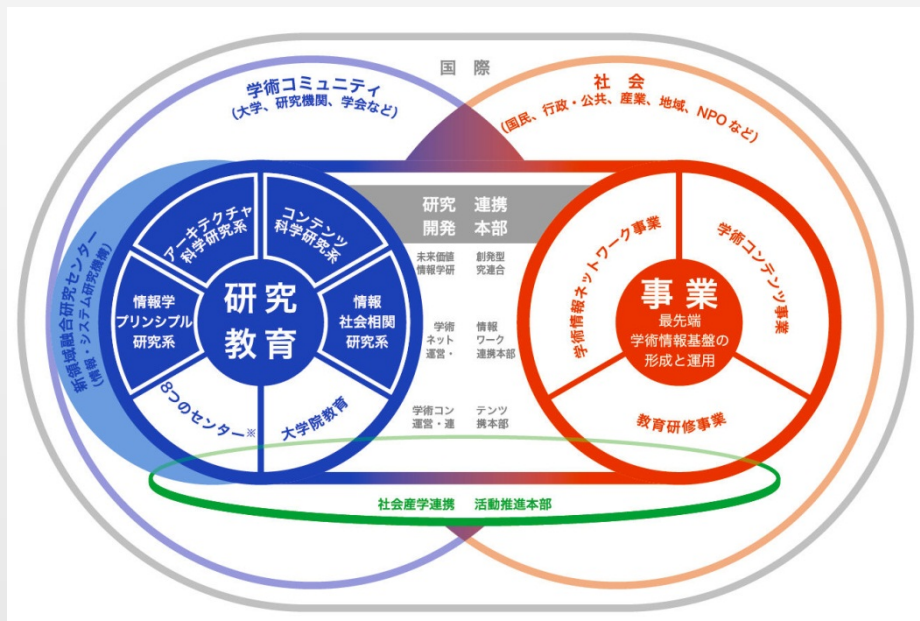 国 際
学術コミュニティ
(大学、研究機関、学会など)
社 会
(国民、行政・公共、産業、地域、NPO など)
新領域融合研究センター
(情報・システム研究機構)
アーキテクチャ
科学研究系
コンテンツ
科学研究系
情報学
プリンシプル
研究系
情報
社会相関
研究系
研究
教育
8つのセンター※
大学院教育
研究 連携
開発 本部
未来価値 創発型
情報学研 究連合
学術 情報
ネット ワーク
運営・ 連携本部
学術コン テンツ
運営・連 携本部
学術情報ネットワーク事業
学術コンテンツ事業
事業
最先端
学術情報基盤の
形成と運用
教育研修事業
社会産学連携 活動推進本部